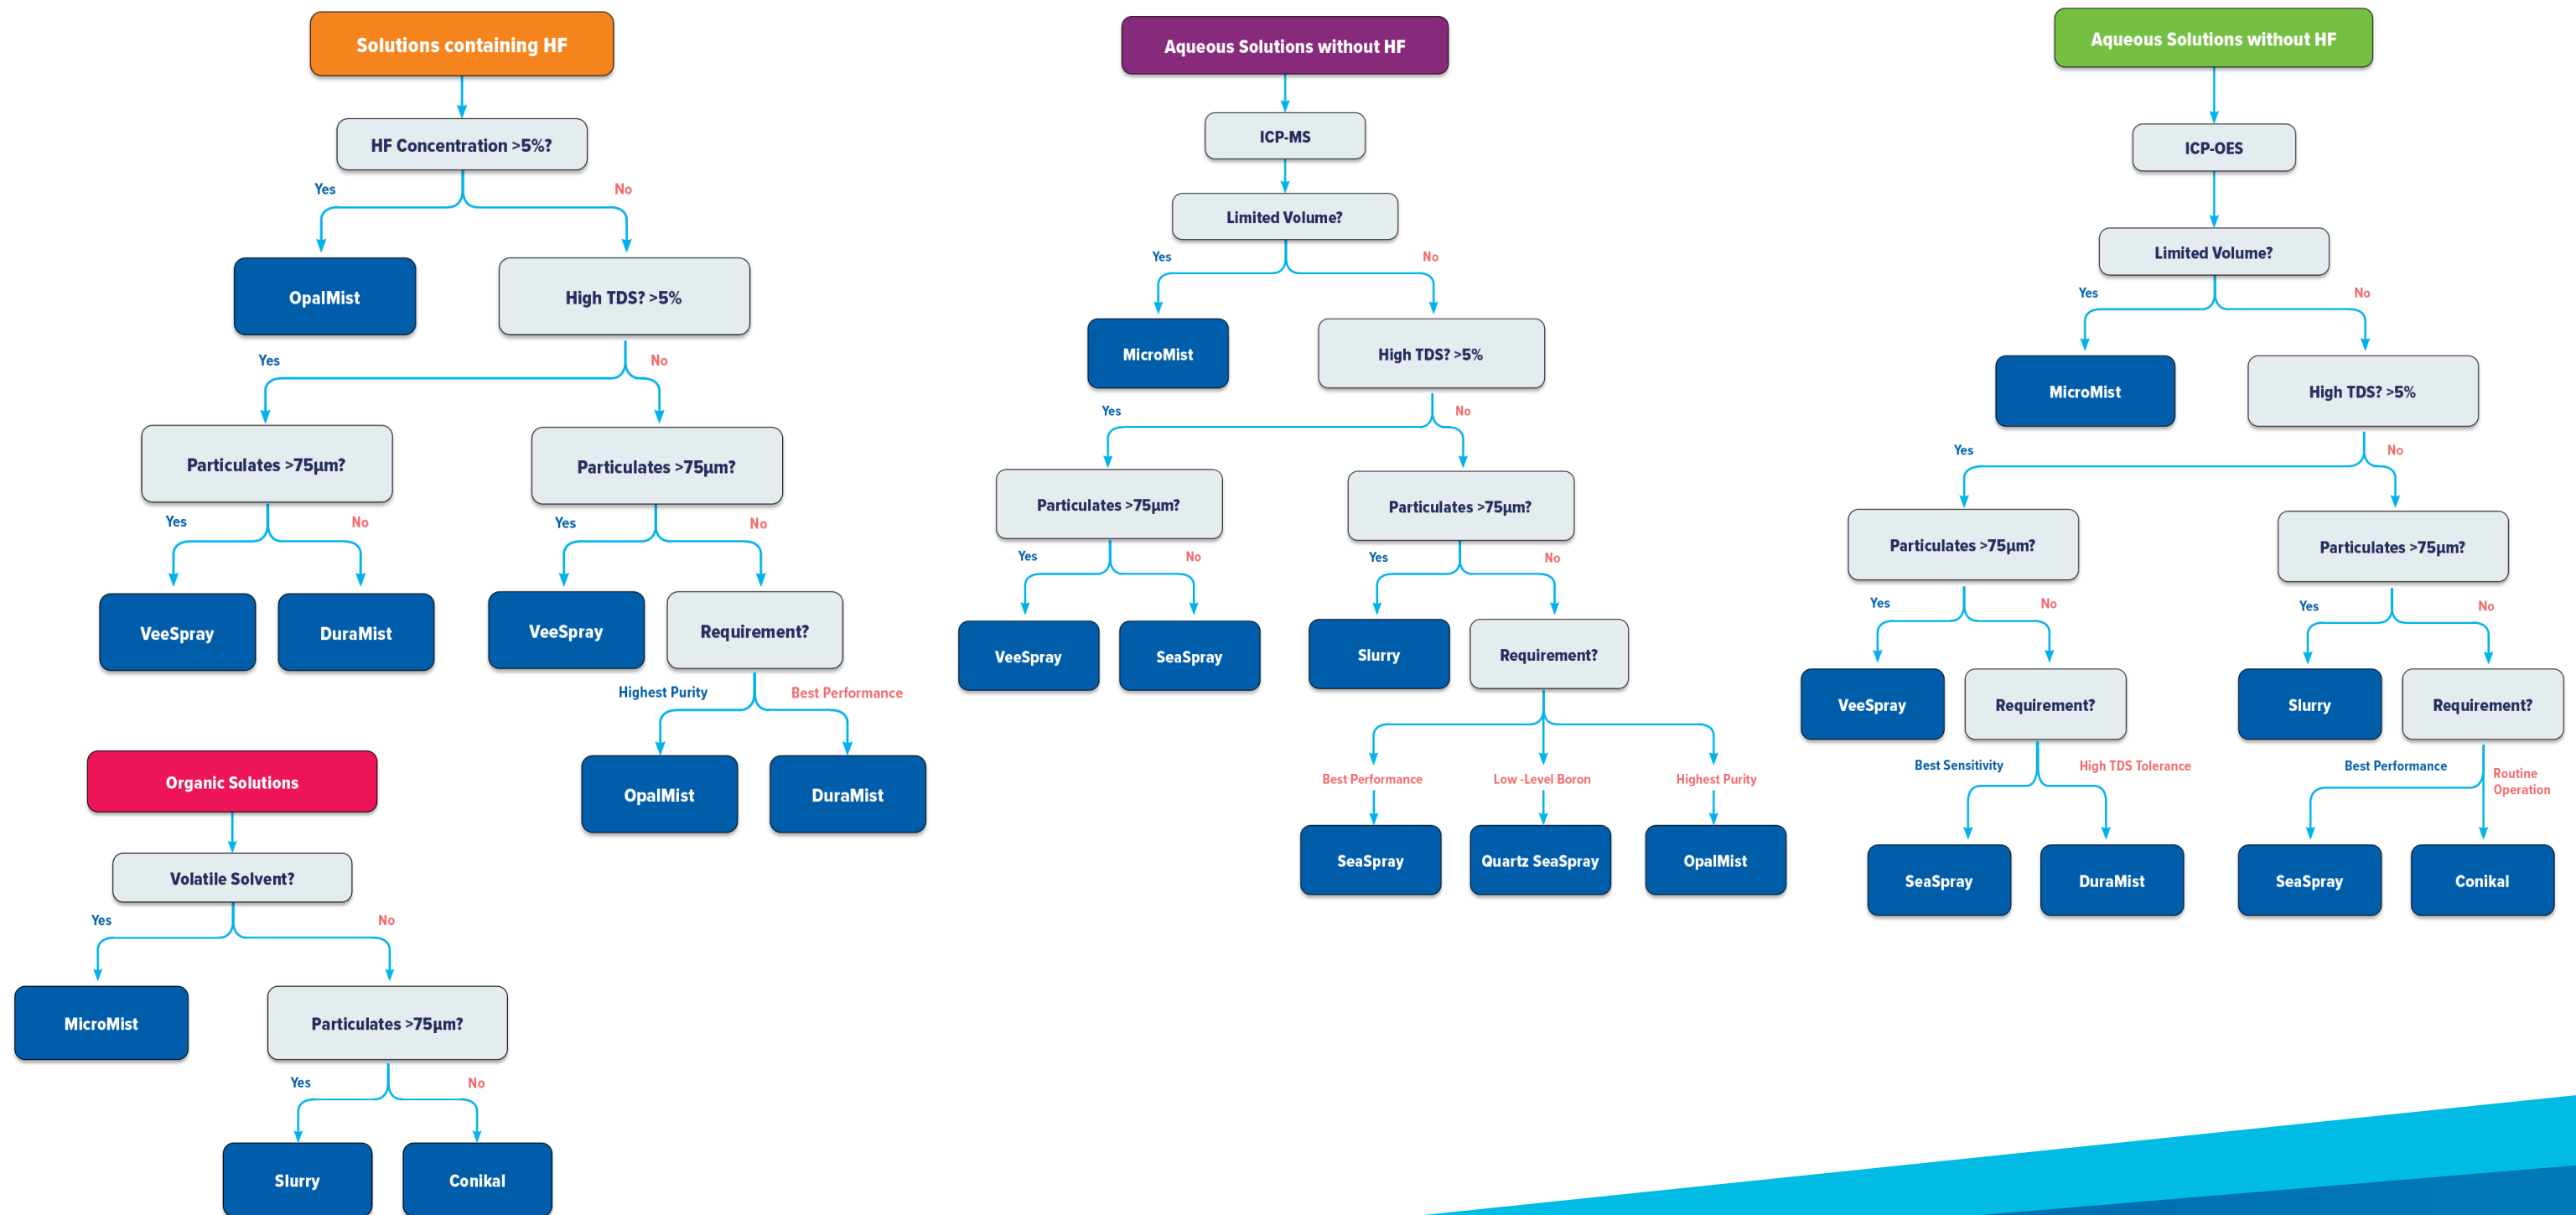 Solutions containing HF
HF Concentration >5%?
Yes
No
OpalMist
High TDS? >5%
Yes
No
Particulates >75µm?
Particulates >75µm?
Yes
No
Yes
No
VeeSpray
DuraMist
VeeSpray
Requirement?
Highest Purity
Best Performance
OpalMist
DuraMist
Organic Solutions
Volatile Solvent?
Yes
No
MicroMist
Particulates >75µm?
Yes
No
Slurry
Conikal
Aqueous Solutions without HF
ICP-MS
Limited Volume?
Yes
No
MicroMist
High TDS? >5%
Yes
No
Particulates >75µm?
Particulates >75µm?
Yes
No
Yes
No
VeeSpray
SeaSpray
Slurry
Requirement?
Best Performance
Low -Level Boron
Highest Purity
SeaSpray
Quartz SeaSpray
OpalMist
Aqueous Solutions without HF
ICP-OES
Limited Volume?
Yes
No
MicroMist
High TDS? >5%
Yes
No
Particulates >75µm?
Particulates >75µm?
Yes
No
Yes
No
VeeSpray
Requirement?
Slurry
Requirement?
Best Sensitivity
High TDS Tolerance
Best Performance
Routine
Operation
SeaSpray
DuraMist
SeaSpray
Conikal